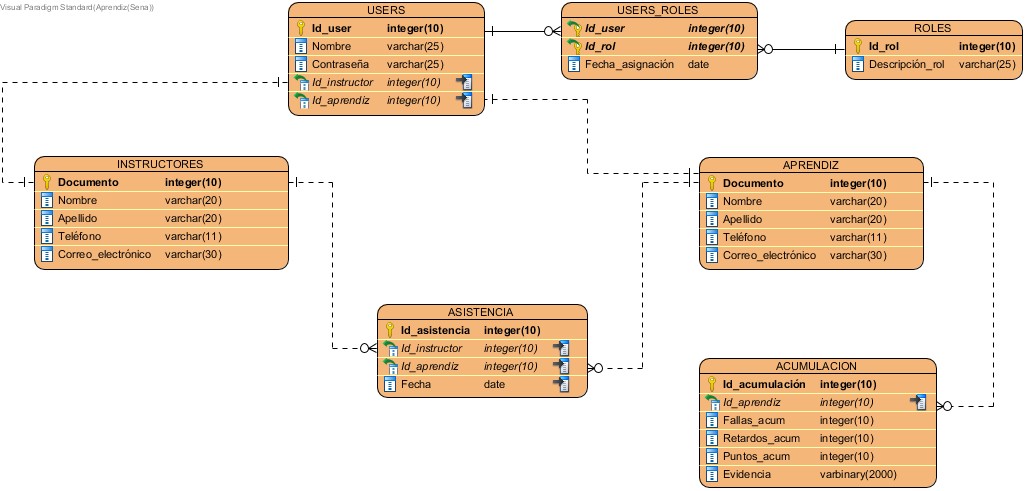 Visual Paradigm Standard(Aprendiz(Sena))
USERS
Id_user integer(10)
Nombre varchar(25)
Contraseña varchar(25)
Id_instructor integer(10)
Id_aprendiz integer(10)
USERS_ROLES
Id_user integer(10)
Id_rol integer(10)
Fecha_asignación date
ROLES
Id_rol integer(10)
Descripción_rol varchar(25)
INSTRUCTORES
Documento integer(10)
Nombre varchar(20)
Apellido varchar(20)
Teléfono varchar(11)
Correo_electrónico varchar(30)
APRENDIZ
Documento integer(10)
Nombre varchar(20)
Apellido varchar(20)
Teléfono varchar(11)
Correo_electrónico varchar(30)
ASISTENCIA
Id_asistencia integer(10)
Id_instructor integer(10)
Id_aprendiz integer(10)
Fecha date
ACUMULACION
Id_acumulación integer(10)
Id_aprendiz integer(10)
Fallas_acum integer(10)
Retardos_acum integer(10)
Puntos_acum integer(10)
Evidencia varbinary(2000)